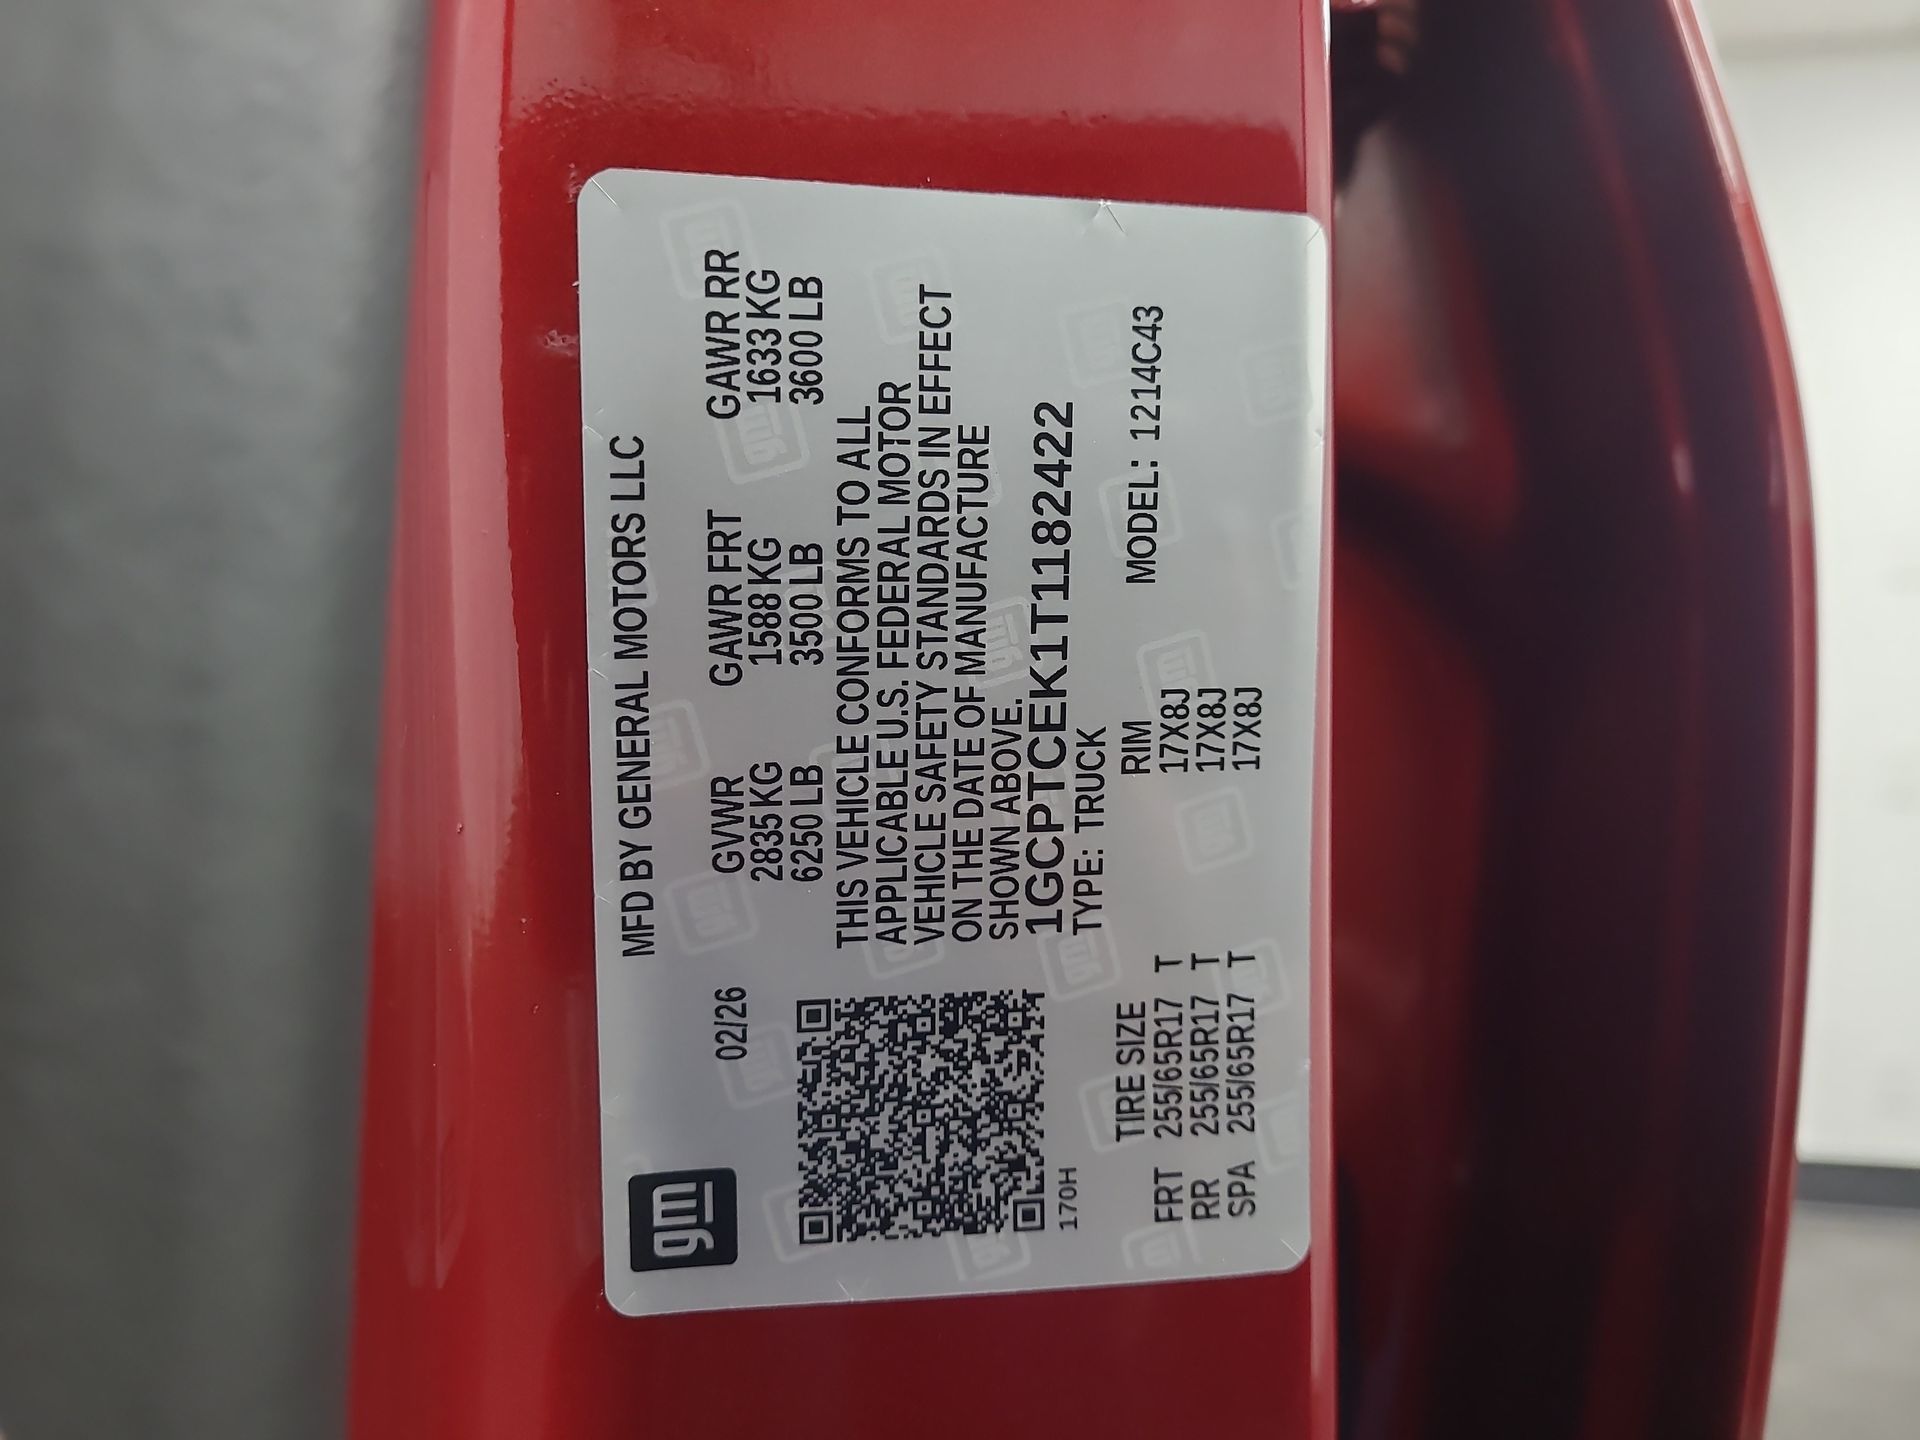 gm
MFD BY GENERAL MOTORS LLC
02/26
GVWR GAWR FRT GAWR RR
2835 KG 1588 KG 1633 KG
6250 LB 3500 LB 3600 LB
THIS VEHICLE CONFORMS TO ALL
APPLICABLE U.S. FEDERAL MOTOR
VEHICLE SAFETY STANDARDS IN EFFECT
ON THE DATE OF MANUFACTURE
SHOWN ABOVE.
1GCPTCEK1T1182422
170H
TYPE: TRUCK
TIRE SIZE RIM MODEL: 1214C43
FRT 255/65R17 T 17X8J
RR 255/65R17 T 17X8J
SPA 255/65R17 T 17X8J